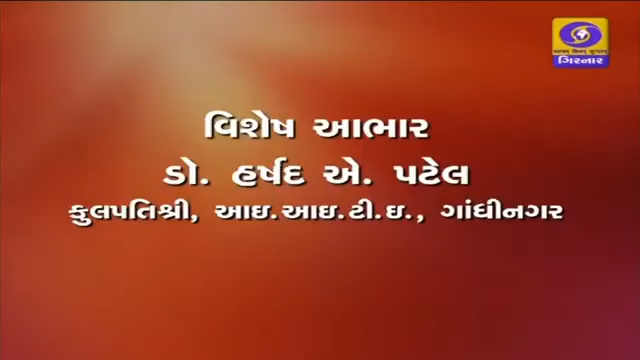 ગિરનાર
વિશેષ આભાર
ડો. હર્ષદ એ. પટેલ
કુલપતિશ્રી, આઇ.આઇ.ટી.ઇ., ગાંધીનગર